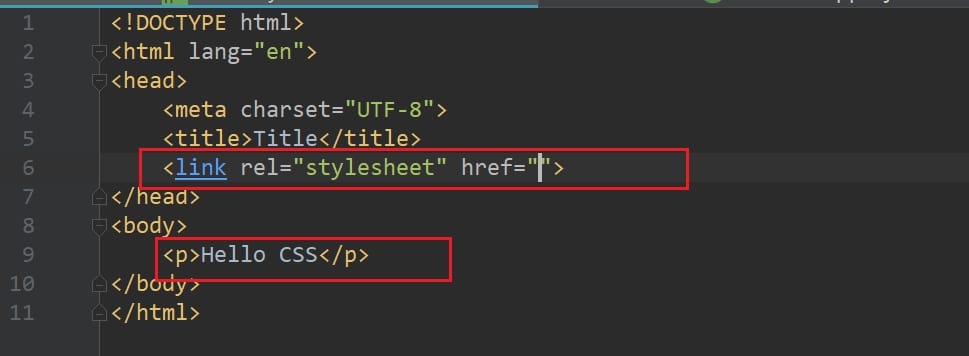 1 <!DOCTYPE html>
2 <html lang="en">
3 <head>
4 <meta charset="UTF-8">
5 <title>Title</title>
6 <link rel="stylesheet" href="">
7 </head>
8 <body>
9 <p>Hello CSS</p>
10 </body>
11 </html>